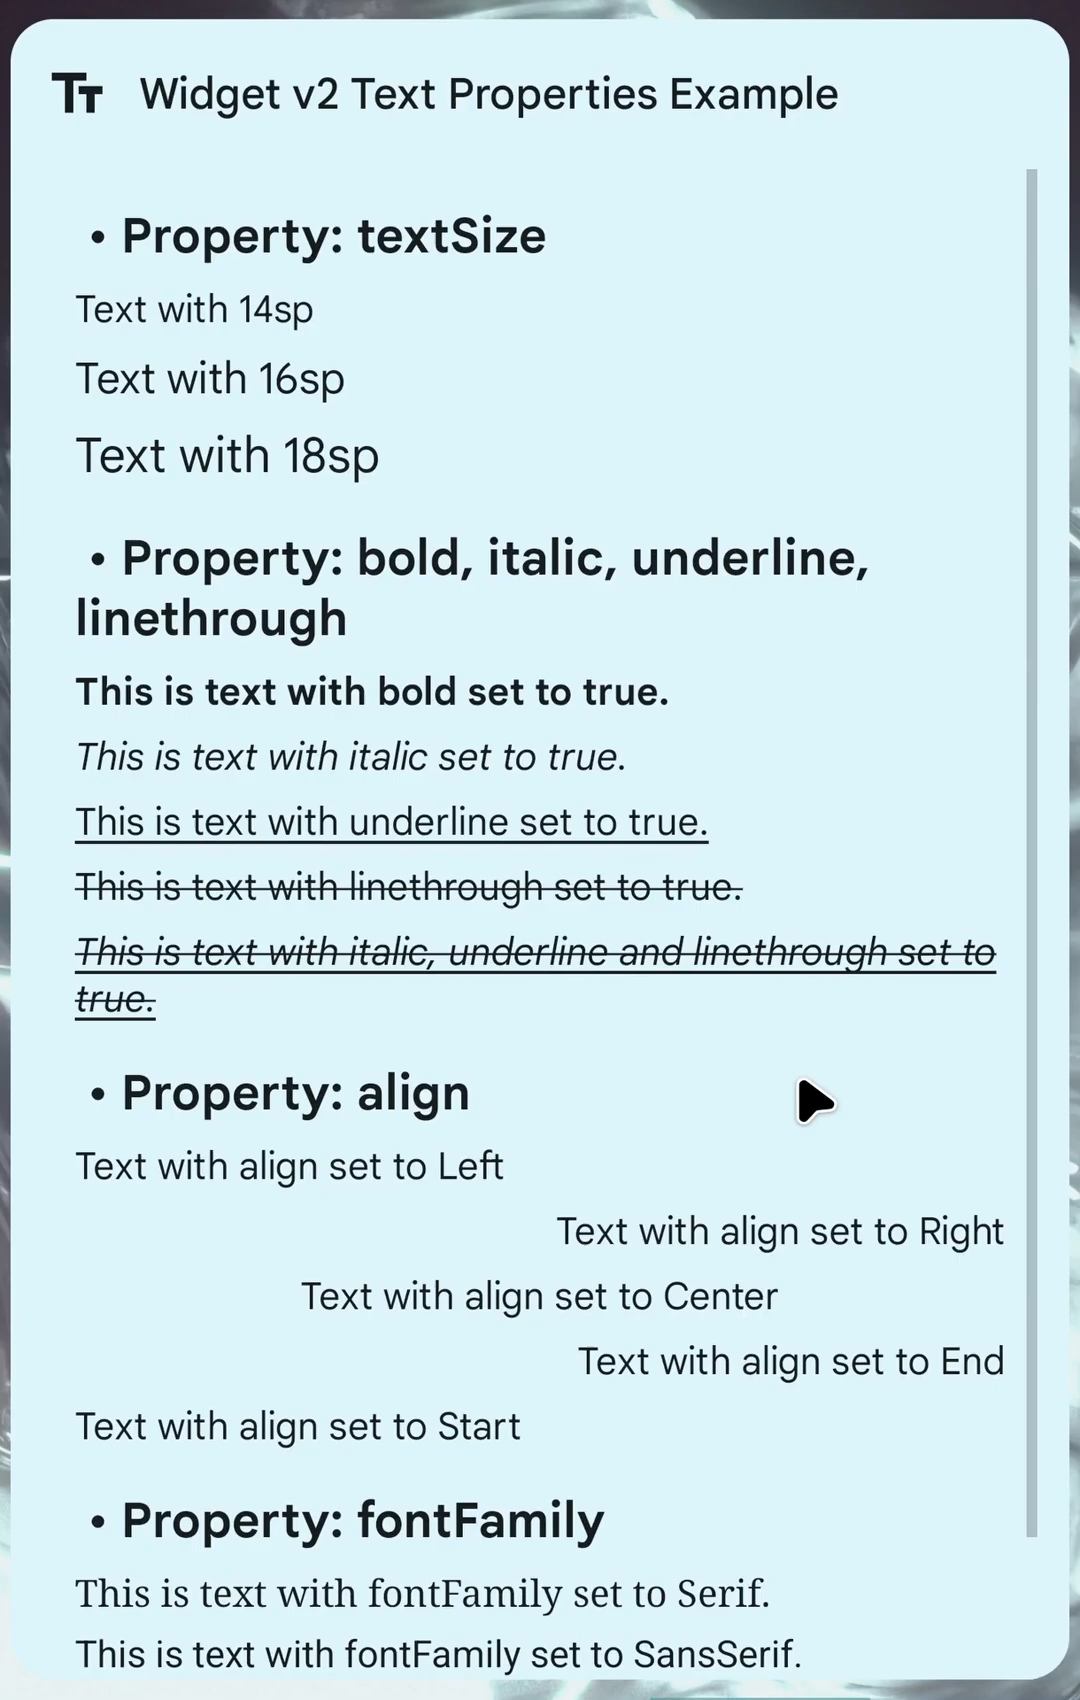 Widget v2 Text Properties Example
• Property: textSize
Text with 14sp
Text with 16sp
Text with 18sp
• Property: bold, italic, underline,
linethrough
This is text with bold set to true.
This is text with italic set to true.
This is text with underline set to true.
This is text with linethrough set to true.
This is text with italic, underline and linethrough set to
true.
• Property: align
Text with align set to Left
Text with align set to Right
Text with align set to Center
Text with align set to End
Text with align set to Start
• Property: fontFamily
This is text with fontFamily set to Serif.
This is text with fontFamily set to SansSerif.